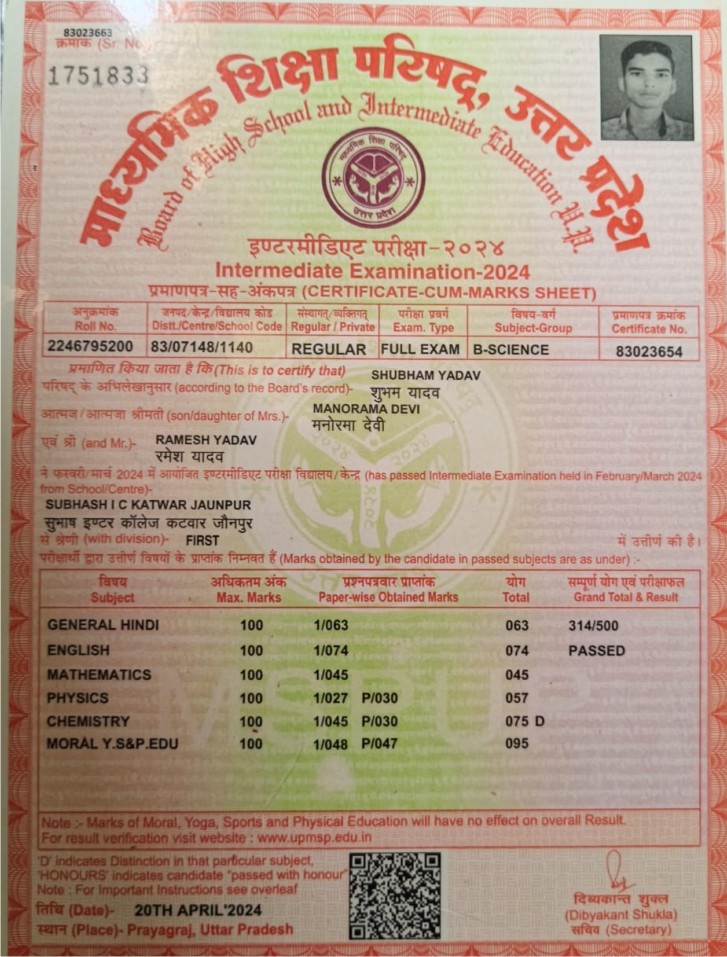 83023663
क्रमांक (Sr. No.)
1751833
माध्यमिक शिक्षा परिषद्, उत्तर प्रदेश
Board of High School and Intermediate Education U.P.
माध्यमिक शिक्षा परिषद्
उत्तर प्रदेश
इण्टरमीडिएट परीक्षा-२०२४
Intermediate Examination-2024
प्रमाणपत्र-सह-अंकपत्र (CERTIFICATE-CUM-MARKS SHEET)
अनुक्रमांक जनपद/केन्द्र/विद्यालय कोड संस्थागत/व्यक्तिगत परीक्षा प्रवर्ग विषय-वर्ग प्रमाणपत्र क्रमांक
Roll No. Distt./Centre/School Code Regular / Private Exam. Type Subject-Group Certificate No.
2246795200 83/07148/1140 REGULAR FULL EXAM B-SCIENCE 83023654
प्रमाणित किया जाता है कि (This is to certify that) SHUBHAM YADAV
परिषद् के अभिलेखानुसार (according to the Board's record)- शुभम यादव
आत्मज/आत्मजा श्रीमती (son/daughter of Mrs.)- MANORAMA DEVI
मनोरमा देवी
एवं श्री (and Mr.)- RAMESH YADAV
रमेश यादव
ने फरवरी/मार्च 2024 में आयोजित इण्टरमीडिएट परीक्षा विद्यालय/केन्द्र (has passed Intermediate Examination held in February/March 2024
from School/Centre)-
SUBHASH I C KATWAR JAUNPUR
सुभाष इण्टर कॉलेज कटवार जौनपुर
से श्रेणी (with division)- FIRST में उत्तीर्ण की है।
परीक्षार्थी द्वारा उत्तीर्ण विषयों के प्राप्तांक निम्नवत हैं (Marks obtained by the candidate in passed subjects are as under) :-
विषय अधिकतम अंक प्रश्नपत्रवार प्राप्तांक योग सम्पूर्ण योग एवं परीक्षाफल
Subject Max. Marks Paper-wise Obtained Marks Total Grand Total & Result
GENERAL HINDI 100 1/063 063 314/500
ENGLISH 100 1/074 074 PASSED
MATHEMATICS 100 1/045 045
PHYSICS 100 1/027 P/030 057
CHEMISTRY 100 1/045 P/030 075 D
MORAL Y.S&P.EDU 100 1/048 P/047 095
MSPUP
Note :- Marks of Moral, Yoga, Sports and Physical Education will have no effect on overall Result.
For result verification visit website : www.upmsp.edu.in
'D' indicates Distinction in that particular subject,
'HONOURS' indicates candidate "passed with honour"
Note : For Important Instructions see overleaf
तिथि (Date)- 20TH APRIL'2024
स्थान (Place)- Prayagraj, Uttar Pradesh
दिब्यकान्त शुक्ल
(Dibyakant Shukla)
सचिव (Secretary)